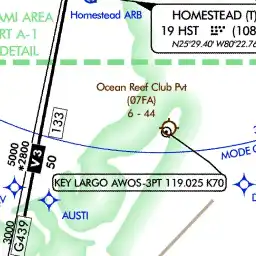 Homestead ARB
HOMESTEAD (T)
19 HST (108
N25°29.40' W80°22.76
AMI AREA
RT A-1
DETAIL
Ocean Reef Club Pvt
(07FA)
6 - 44
133
MODE C
5000
*2800
V3
50
KEY LARGO AWOS-3PT 119.025 K70
AUSTI
V
D
3000
G439